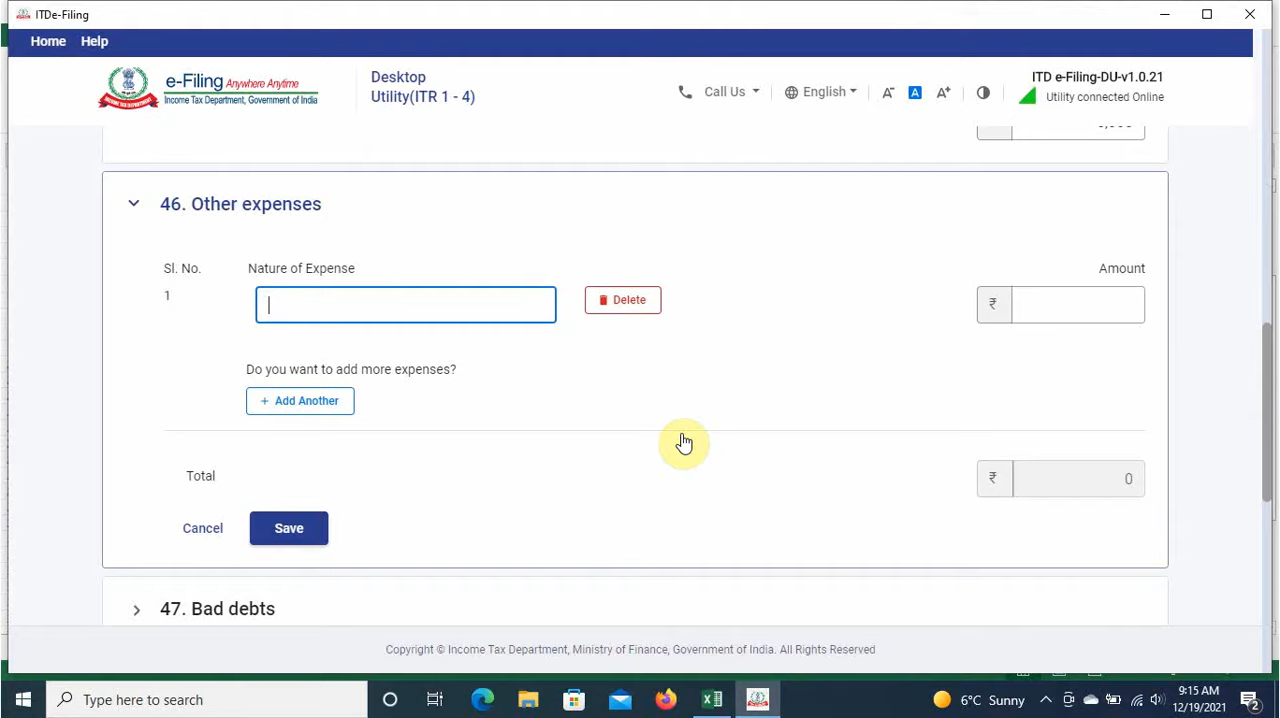 ITDe-Filing
Home Help
e-Filing Anywhere Anytime
Income Tax Department, Government of India
Desktop
Utility(ITR 1 - 4)
Call Us
English
A-
A
A+
ITD e-Filing-DU-v1.0.21
Utility connected Online
46. Other expenses
Sl. No. Nature of Expense Amount
1 Delete ₹
Do you want to add more expenses?
+ Add Another
Total ₹ 0
Cancel Save
47. Bad debts
Copyright © Income Tax Department, Ministry of Finance, Government of India. All Rights Reserved
Type here to search
6°C Sunny
9:15 AM
12/19/2021
2